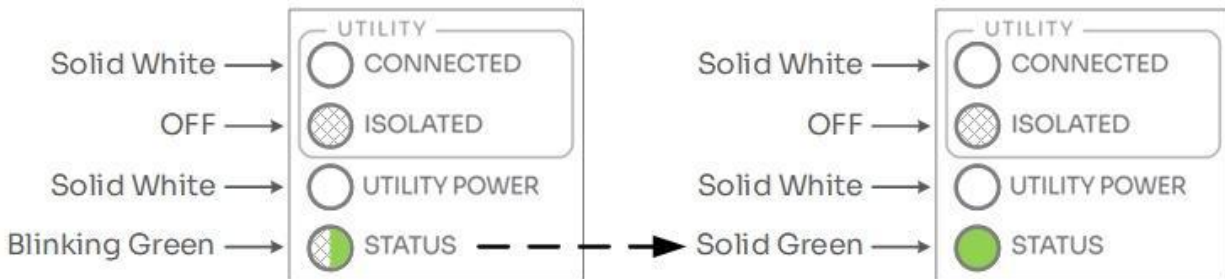 UTILITY
Solid White
CONNECTED
OFF
ISOLATED
Solid White
UTILITY POWER
Blinking Green
STATUS
UTILITY
Solid White
CONNECTED
OFF
ISOLATED
Solid White
UTILITY POWER
Solid Green
STATUS